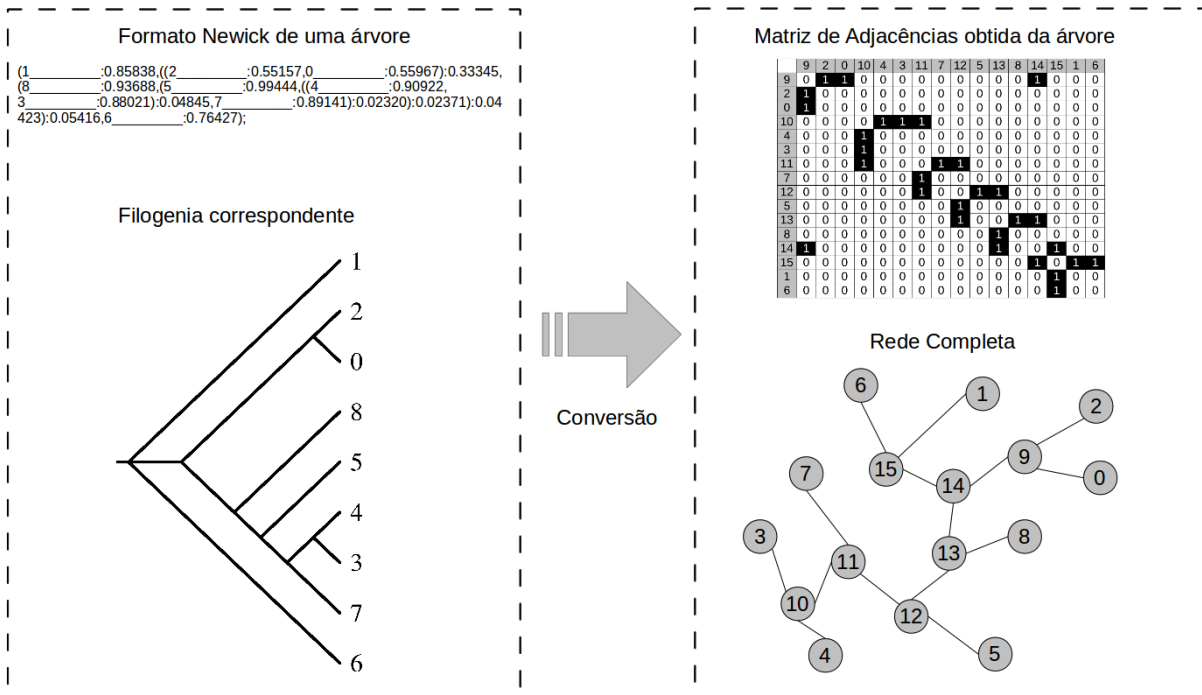 Formato Newick de uma árvore
(1_________:0.85838,((2_________:0.55157,0_________:0.55967):0.33345,
(8_________:0.93688,(5_________:0.99444,((4_________:0.90922,
3_________:0.88021):0.04845,7_________:0.89141):0.02320):0.02371):0.04
423):0.05416,6_________:0.76427);
Filogenia correspondente
1
2
0
8
5
4
3
7
6
Conversão
Matriz de Adjacências obtida da árvore
9 2 0 10 4 3 11 7 12 5 13 8 14 15 1 6
9 0 1 1 0 0 0 0 0 0 0 0 0 1 0 0 0
2 1 0 0 0 0 0 0 0 0 0 0 0 0 0 0 0
0 1 0 0 0 0 0 0 0 0 0 0 0 0 0 0 0
10 0 0 0 0 1 1 1 0 0 0 0 0 0 0 0 0
4 0 0 0 1 0 0 0 0 0 0 0 0 0 0 0 0
3 0 0 0 1 0 0 0 0 0 0 0 0 0 0 0 0
11 0 0 0 1 0 0 0 1 1 0 0 0 0 0 0 0
7 0 0 0 0 0 0 1 0 0 0 0 0 0 0 0 0
12 0 0 0 0 0 0 1 0 0 1 1 0 0 0 0 0
5 0 0 0 0 0 0 0 0 1 0 0 0 0 0 0 0
13 0 0 0 0 0 0 0 0 1 0 0 1 1 0 0 0
8 0 0 0 0 0 0 0 0 0 0 1 0 0 0 0 0
14 1 0 0 0 0 0 0 0 0 0 1 0 0 1 0 0
15 0 0 0 0 0 0 0 0 0 0 0 0 1 0 1 1
1 0 0 0 0 0 0 0 0 0 0 0 0 0 1 0 0
6 0 0 0 0 0 0 0 0 0 0 0 0 0 1 0 0
Rede Completa
6
1
2
9
15
7
0
14
3
8
13
11
10
12
4
5